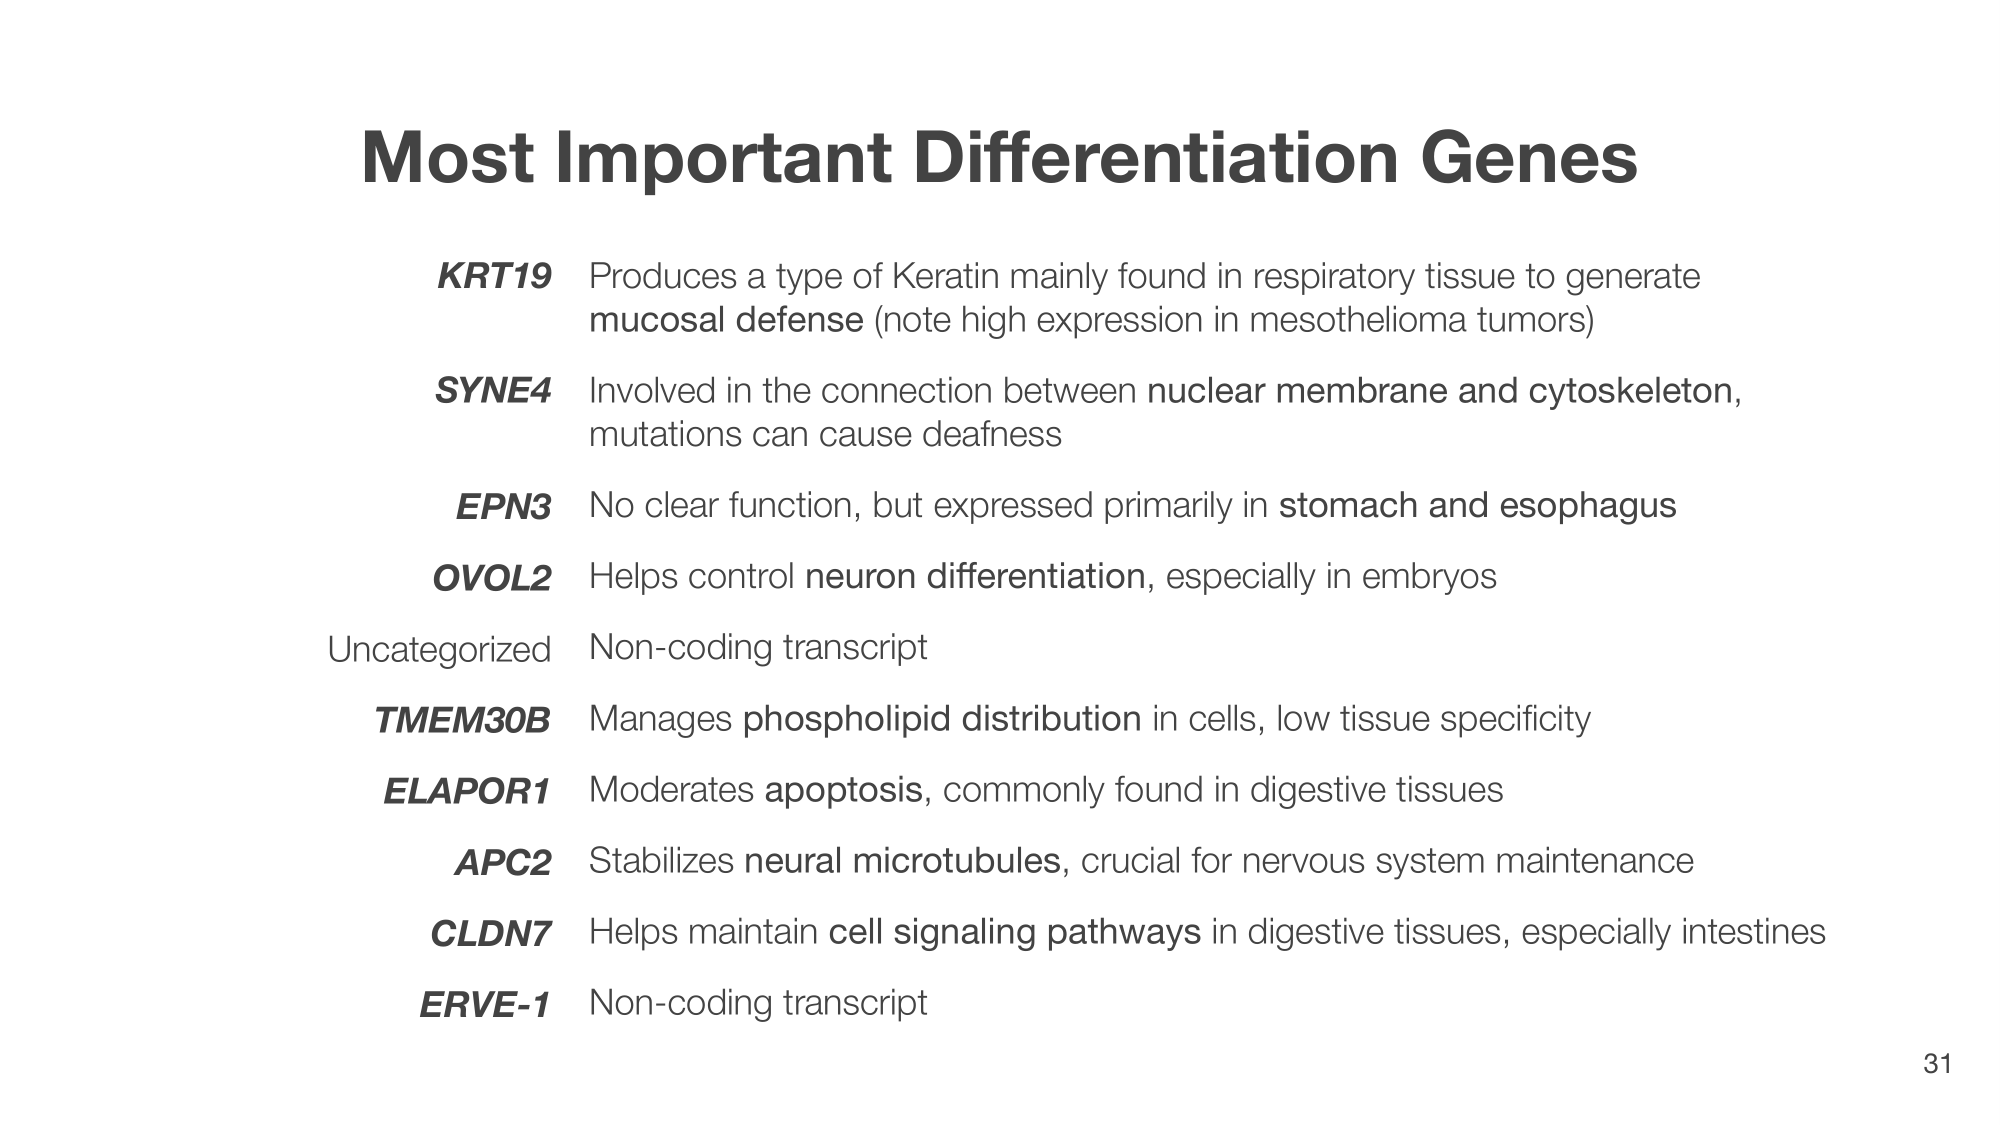 Most Important Differentiation Genes
KRT19 Produces a type of Keratin mainly found in respiratory tissue to generate
mucosal defense (note high expression in mesothelioma tumors)
SYNE4 Involved in the connection between nuclear membrane and cytoskeleton,
mutations can cause deafness
EPN3 No clear function, but expressed primarily in stomach and esophagus
OVOL2 Helps control neuron differentiation, especially in embryos
Uncategorized Non-coding transcript
TMEM30B Manages phospholipid distribution in cells, low tissue specificity
ELAPOR1 Moderates apoptosis, commonly found in digestive tissues
APC2 Stabilizes neural microtubules, crucial for nervous system maintenance
CLDN7 Helps maintain cell signaling pathways in digestive tissues, especially intestines
ERVE-1 Non-coding transcript
31